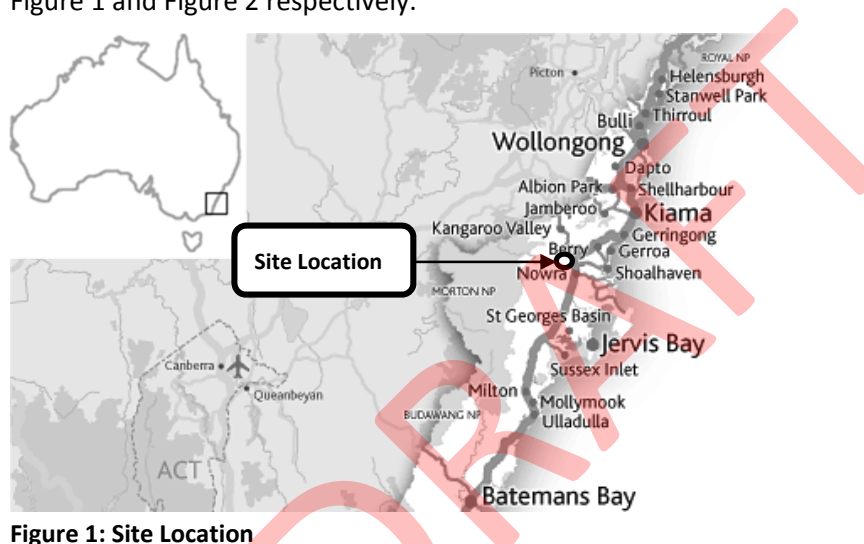 Figure 1 and Figure 2 respectively.
ROYAL NP
Picton
Helensburgh
Stanwell Park
Bulli
Thirroul
Wollongong
Dapto
Albion Park
Shellharbour
Jamberoo
Kiama
Kangaroo Valley
Gerringong
Berry
Gerroa
Site Location
Nowra
Shoalhaven
MORTON NP
St Georges Basin
Jervis Bay
Canberra
Sussex Inlet
Queanbeyan
Milton
Mollymook
BUDAWANG NP
Ulladulla
ACT
Batemans Bay
DRAFT
Figure 1: Site Location